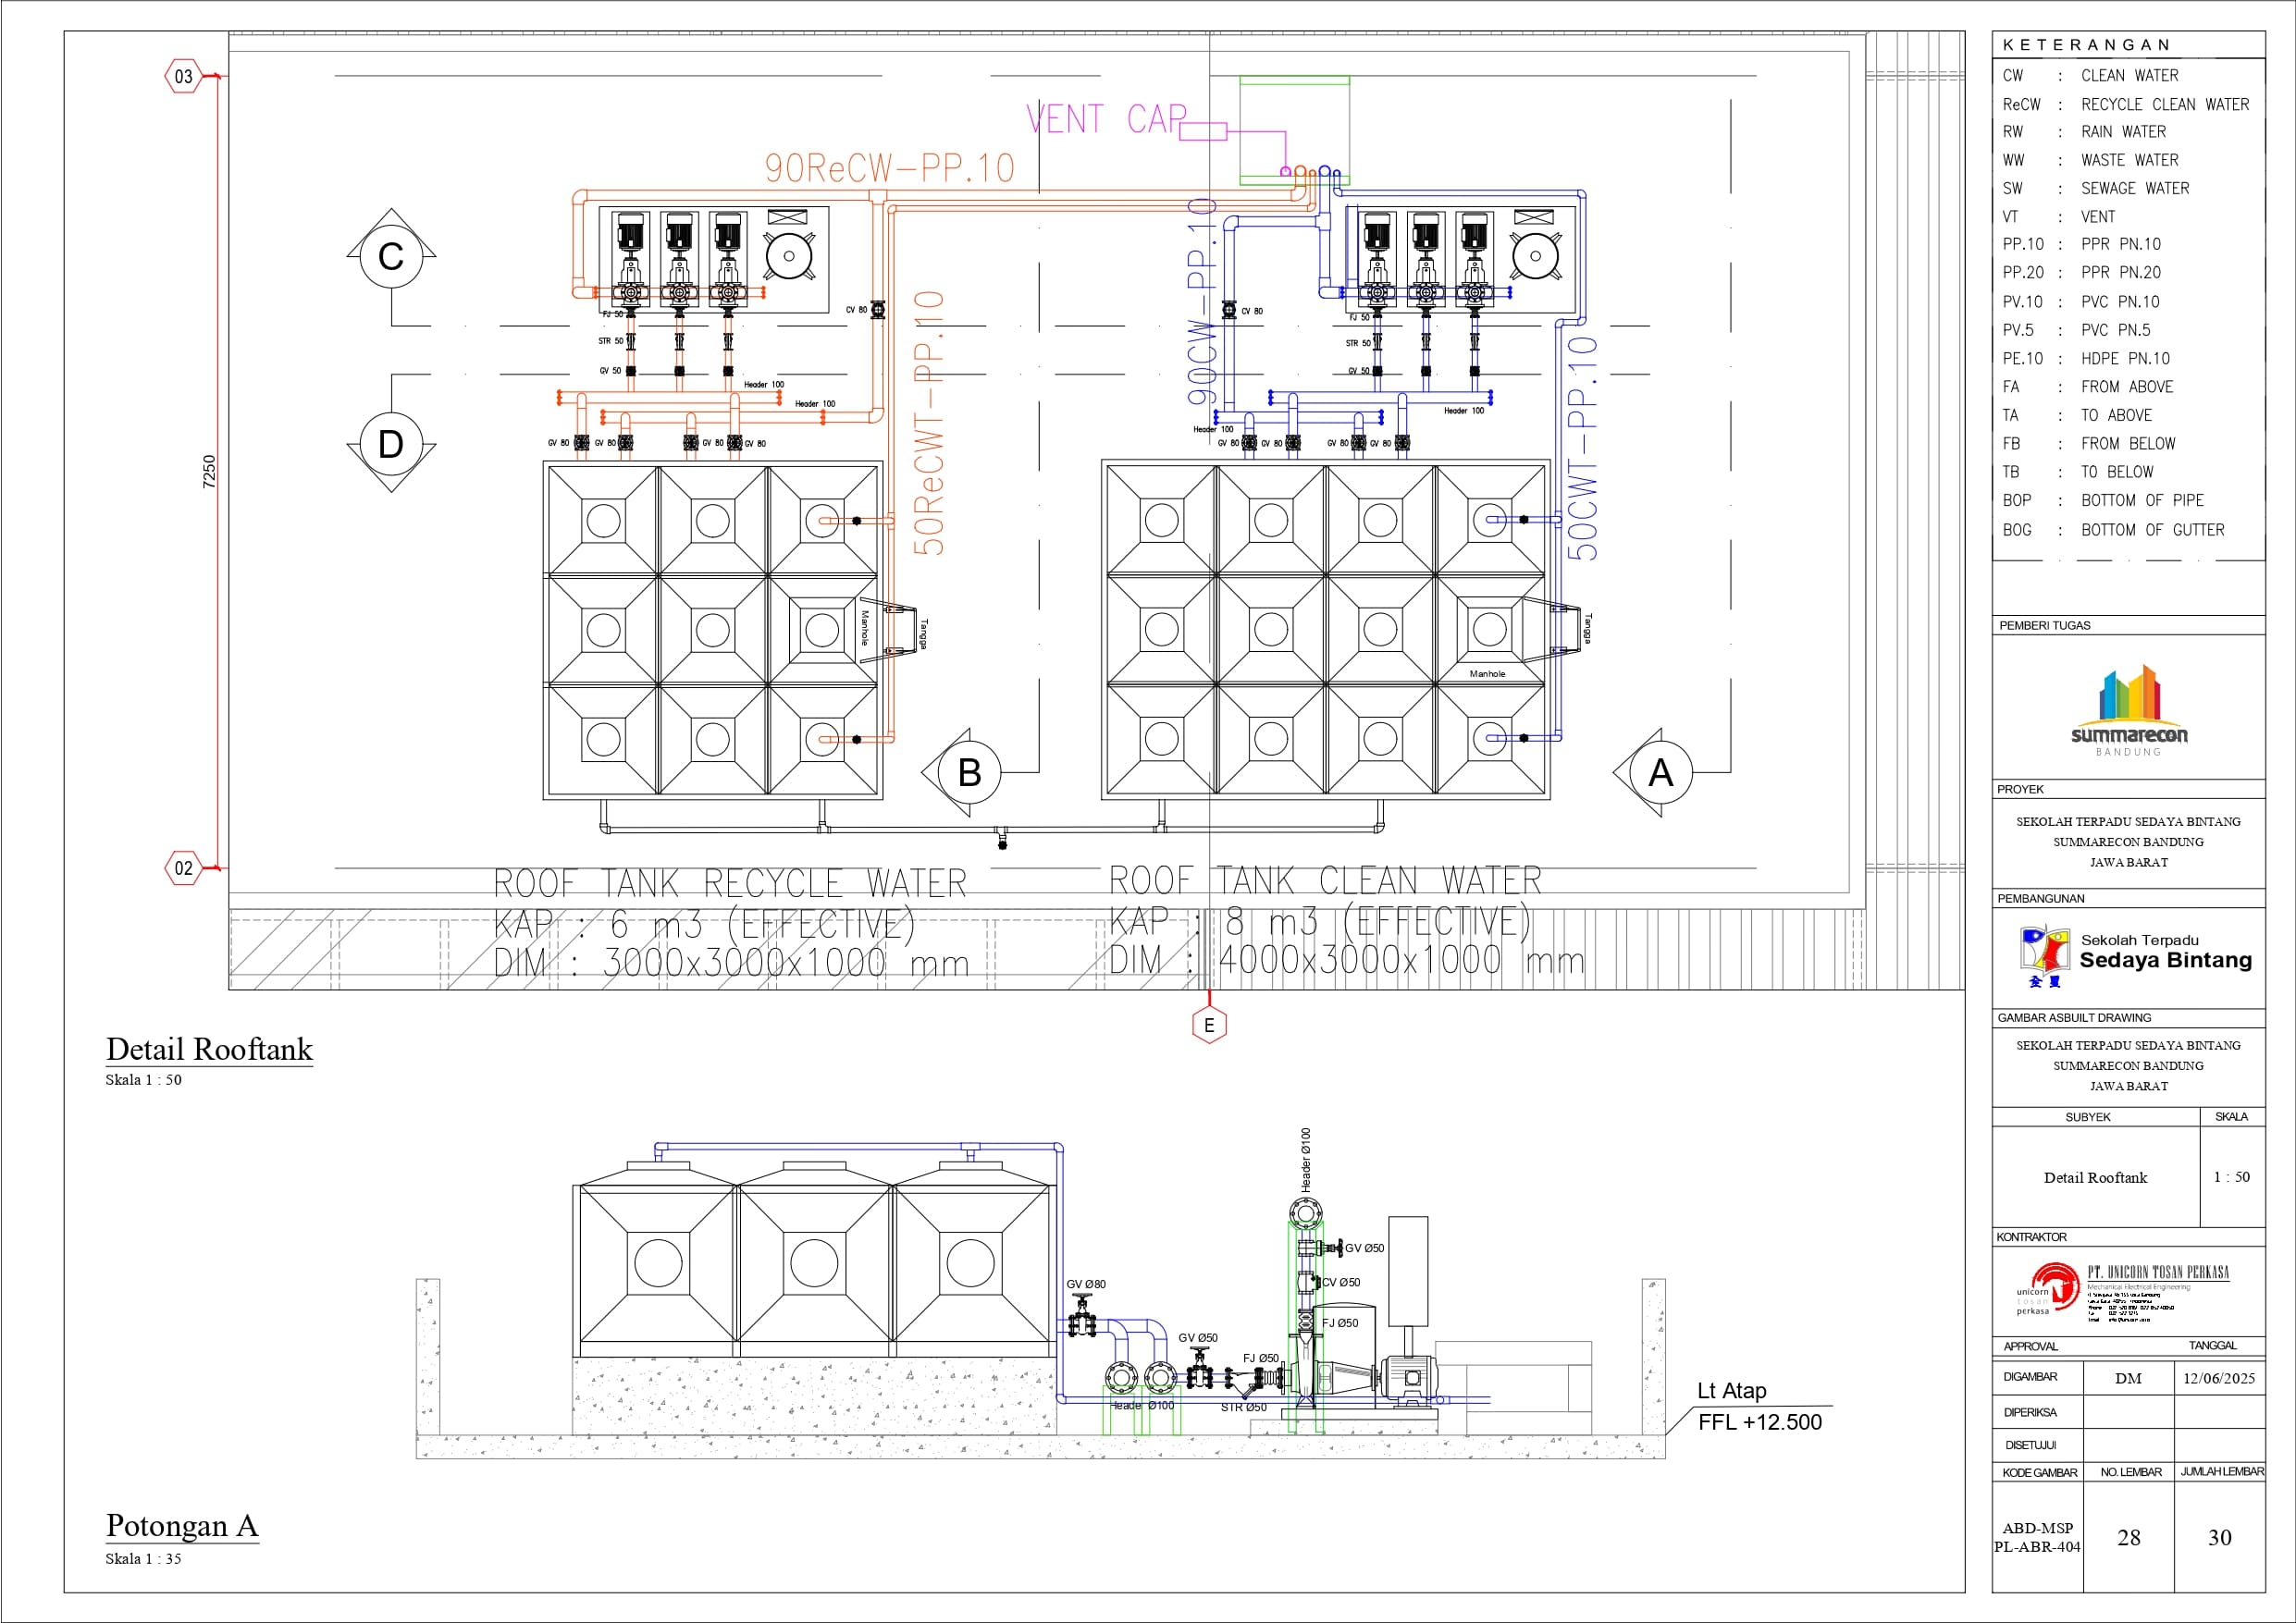 03
VENT CAP
90ReCW-PP.10
C
CV 80
CV 80
FJ 50
FJ 50
STR 50
STR 50
GV 50
GV 50
90CW-PP.10
50ReCWT-PP.10
50CWT-PP.10
Header 100
Header 100
Header 100
Header 100
D
GV 80
GV 80
GV 80
GV 80
GV 80
GV 80
GV 80
GV 80
7250
Manhole
Tangga
Manhole
Tangga
B
A
02
ROOF TANK RECYCLE WATER
KAP : 6 m3 (EFFECTIVE)
DIM : 3000x3000x1000 mm
ROOF TANK CLEAN WATER
KAP : 8 m3 (EFFECTIVE)
DIM : 4000x3000x1000 mm
E
Detail Rooftank
Skala 1 : 50
Header Ø100
GV Ø50
CV Ø50
FJ Ø50
GV Ø80
GV Ø50
FJ Ø50
Header Ø100
STR Ø50
Lt Atap
FFL +12.500
Potongan A
Skala 1 : 35
KETERANGAN
CW : CLEAN WATER
ReCW : RECYCLE CLEAN WATER
RW : RAIN WATER
WW : WASTE WATER
SW : SEWAGE WATER
VT : VENT
PP.10 : PPR PN.10
PP.20 : PPR PN.20
PV.10 : PVC PN.10
PV.5 : PVC PN.5
PE.10 : HDPE PN.10
FA : FROM ABOVE
TA : TO ABOVE
FB : FROM BELOW
TB : TO BELOW
BOP : BOTTOM OF PIPE
BOG : BOTTOM OF GUTTER
PEMBERI TUGAS
summarecon
BANDUNG
PROYEK
SEKOLAH TERPADU SEDAYA BINTANG
SUMMARECON BANDUNG
JAWA BARAT
PEMBANGUNAN
Sekolah Terpadu
Sedaya Bintang
GAMBAR ASBUILT DRAWING
SEKOLAH TERPADU SEDAYA BINTANG
SUMMARECON BANDUNG
JAWA BARAT
SUBYEK SKALA
Detail Rooftank 1 : 50
KONTRAKTOR
PT. UNICORN TOSAN PERKASA
Mechanical Electrical Engineering
unicorn
tosan
perkasa
APPROVAL TANGGAL
DIGAMBAR DM 12/06/2025
DIPERIKSA
DISETUJUI
KODE GAMBAR NO. LEMBAR JUMLAH LEMBAR
ABD-MSP
PL-ABR-404
28 30